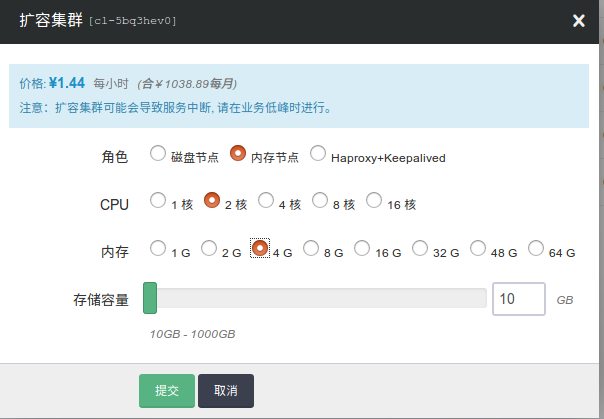 扩容集群 [cl-5bq3hev0] ×
价格: ¥1.44 每小时 (合￥1038.89每月)
注意：扩容集群可能会导致服务中断, 请在业务低峰时进行。
角色 磁盘节点 内存节点 Haproxy+Keepalived
CPU 1 核 2 核 4 核 8 核 16 核
内存 1 G 2 G 4 G 8 G 16 G 32 G 48 G 64 G
存储容量 10 GB
10GB - 1000GB
提交 取消